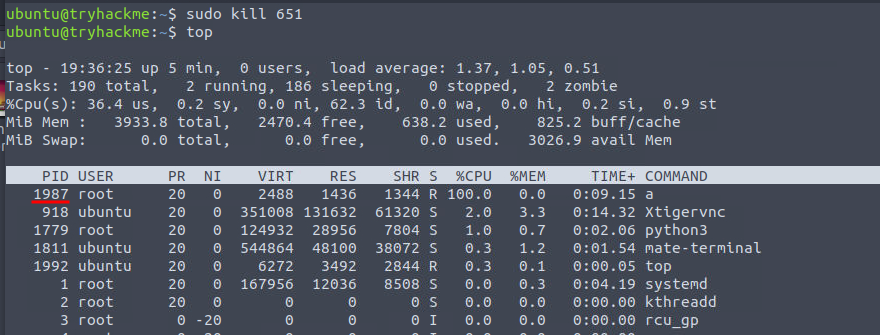 ubuntu@tryhackme:~$ sudo kill 651
ubuntu@tryhackme:~$ top
top - 19:36:25 up 5 min,  0 users,  load average: 1.37, 1.05, 0.51
Tasks: 190 total,   2 running, 186 sleeping,   0 stopped,   2 zombie
%Cpu(s): 36.4 us,  0.2 sy,  0.0 ni, 62.3 id,  0.0 wa,  0.0 hi,  0.2 si,  0.9 st
MiB Mem :   3933.8 total,   2470.4 free,    638.2 used,    825.2 buff/cache
MiB Swap:      0.0 total,      0.0 free,      0.0 used.   3026.9 avail Mem
PID USER      PR  NI    VIRT    RES    SHR S  %CPU  %MEM     TIME+ COMMAND
1987 root      20   0    2488   1436   1344 R 100.0   0.0   0:09.15 a
918 ubuntu    20   0  351008 131632  61320 S   2.0   3.3   0:14.32 Xtigervnc
1779 root      20   0  124932  28956   7804 S   1.0   0.7   0:02.06 python3
1811 ubuntu    20   0  544864  48100  38072 S   0.3   1.2   0:01.54 mate-terminal
1992 ubuntu    20   0    6272   3492   2844 R   0.3   0.1   0:00.05 top
1 root      20   0  167956  12036   8508 S   0.0   0.3   0:04.19 systemd
2 root      20   0       0      0      0 S   0.0   0.0   0:00.00 kthreadd
3 root       0 -20       0      0      0 I   0.0   0.0   0:00.00 rcu_gp